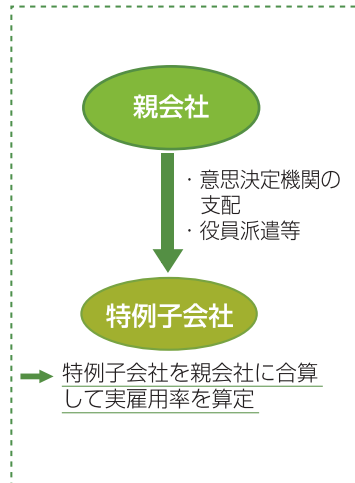 親会社
・意思決定機関の
支配
・役員派遣等
特例子会社
特例子会社を親会社に合算
して実雇用率を算定